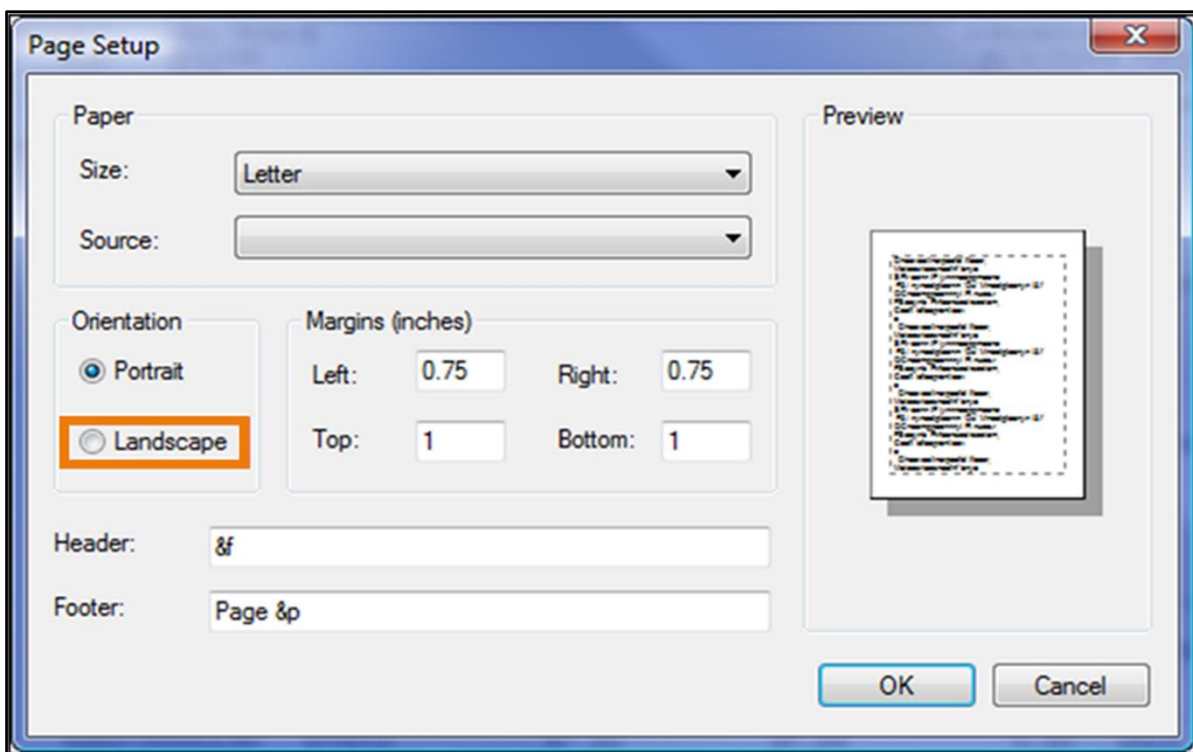 Page Setup
Paper
Size: Letter
Source:
Orientation
Portrait
Landscape
Margins (inches)
Left: 0.75 Right: 0.75
Top: 1 Bottom: 1
Header: &f
Footer: Page &p
Preview
OK Cancel